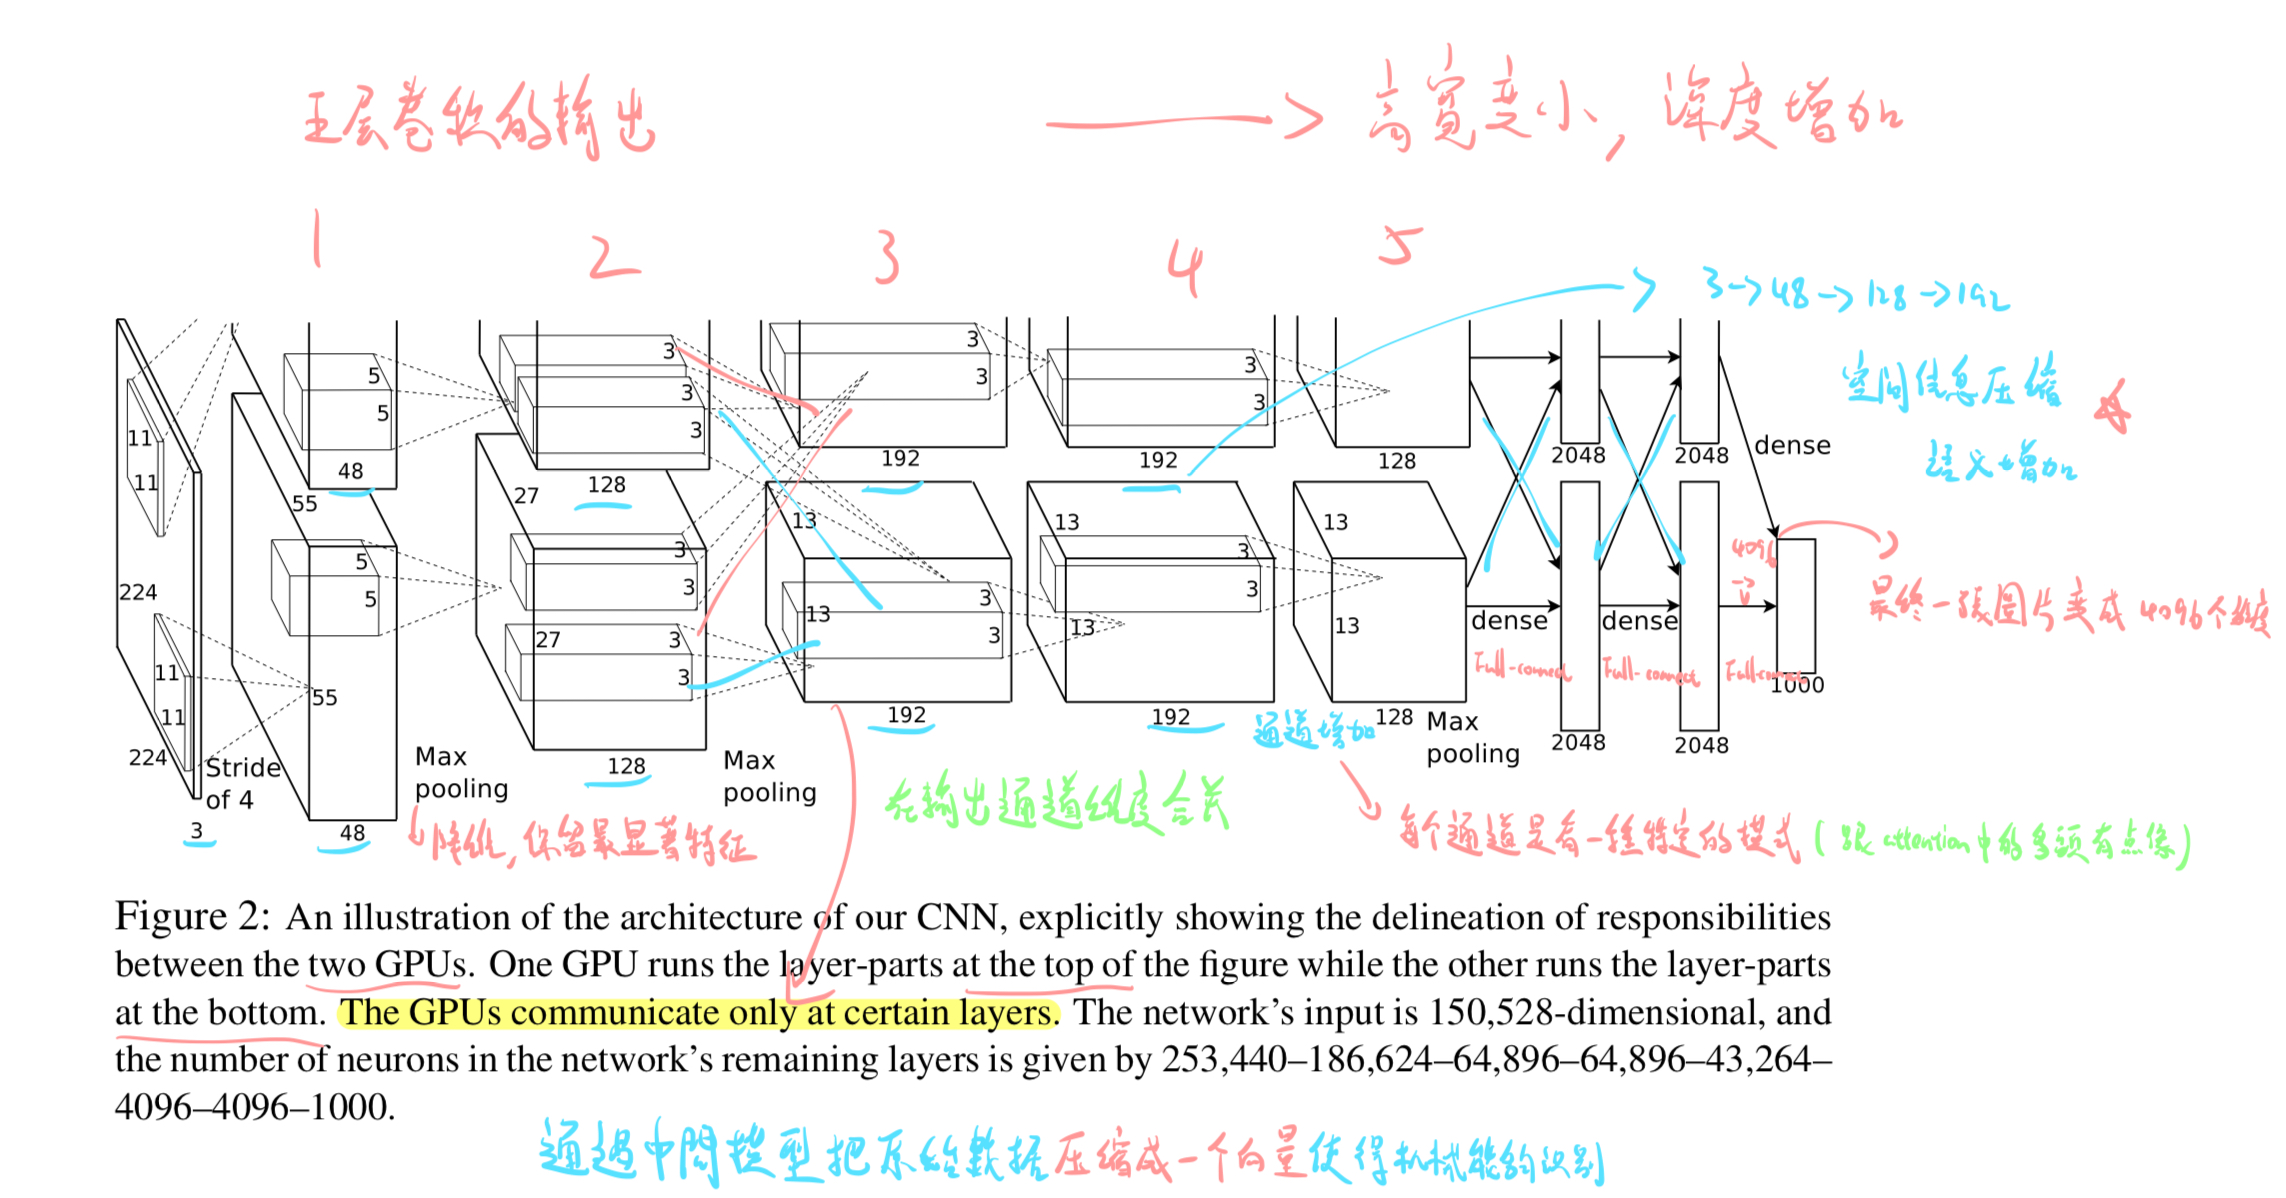 五层卷积的输出 → 高宽变小，深度增加
1 2 3 4 5
3->48->128->192
空间信息压缩
语义增加
3 3 3 3
5 3 3 3
5 3 3 3
11 11
48 128 192 192 128 2048 2048 dense
55 27 13 13 13
5 3 3 3
5 3 3 3
4096
224 27 13 13 13
3 3
3 3
dense dense
最终一张图片变成 4096个维度
Full-connect Full-connect Full-connect
1000
11 55
11
192 192 通道增加 128 Max
pooling
2048 2048
224 Stride
of 4
Max
pooling
128
Max
pooling
在输出通道维度合并
3 48
降维，保留最显著特征
每个通道是看一种特定的模式（跟attention中的多头有点像）
Figure 2: An illustration of the architecture of our CNN, explicitly showing the delineation of responsibilities
between the two GPUs. One GPU runs the layer-parts at the top of the figure while the other runs the layer-parts
at the bottom. The GPUs communicate only at certain layers. The network's input is 150,528-dimensional, and
the number of neurons in the network's remaining layers is given by 253,440–186,624–64,896–64,896–43,264–
4096–4096–1000.
通過中間模型把原始数据压缩成一个向量使得机械能够识别